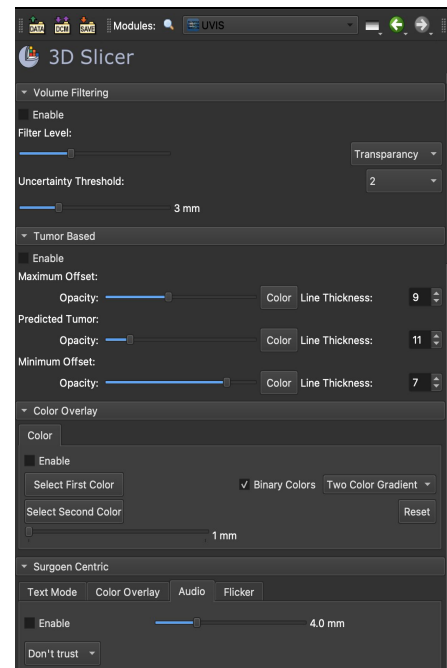 DATA DCM SAVE Modules: UVIS
3D Slicer
Volume Filtering
Enable
Filter Level:
Transparancy
Uncertainty Threshold:
2
3 mm
Tumor Based
Enable
Maximum Offset:
Opacity: Color Line Thickness: 9
Predicted Tumor:
Opacity: Color Line Thickness: 11
Minimum Offset:
Opacity: Color Line Thickness: 7
Color Overlay
Color
Enable
Select First Color Binary Colors Two Color Gradient
Select Second Color Reset
1 mm
Surgoen Centric
Text Mode Color Overlay Audio Flicker
Enable 4.0 mm
Don't trust